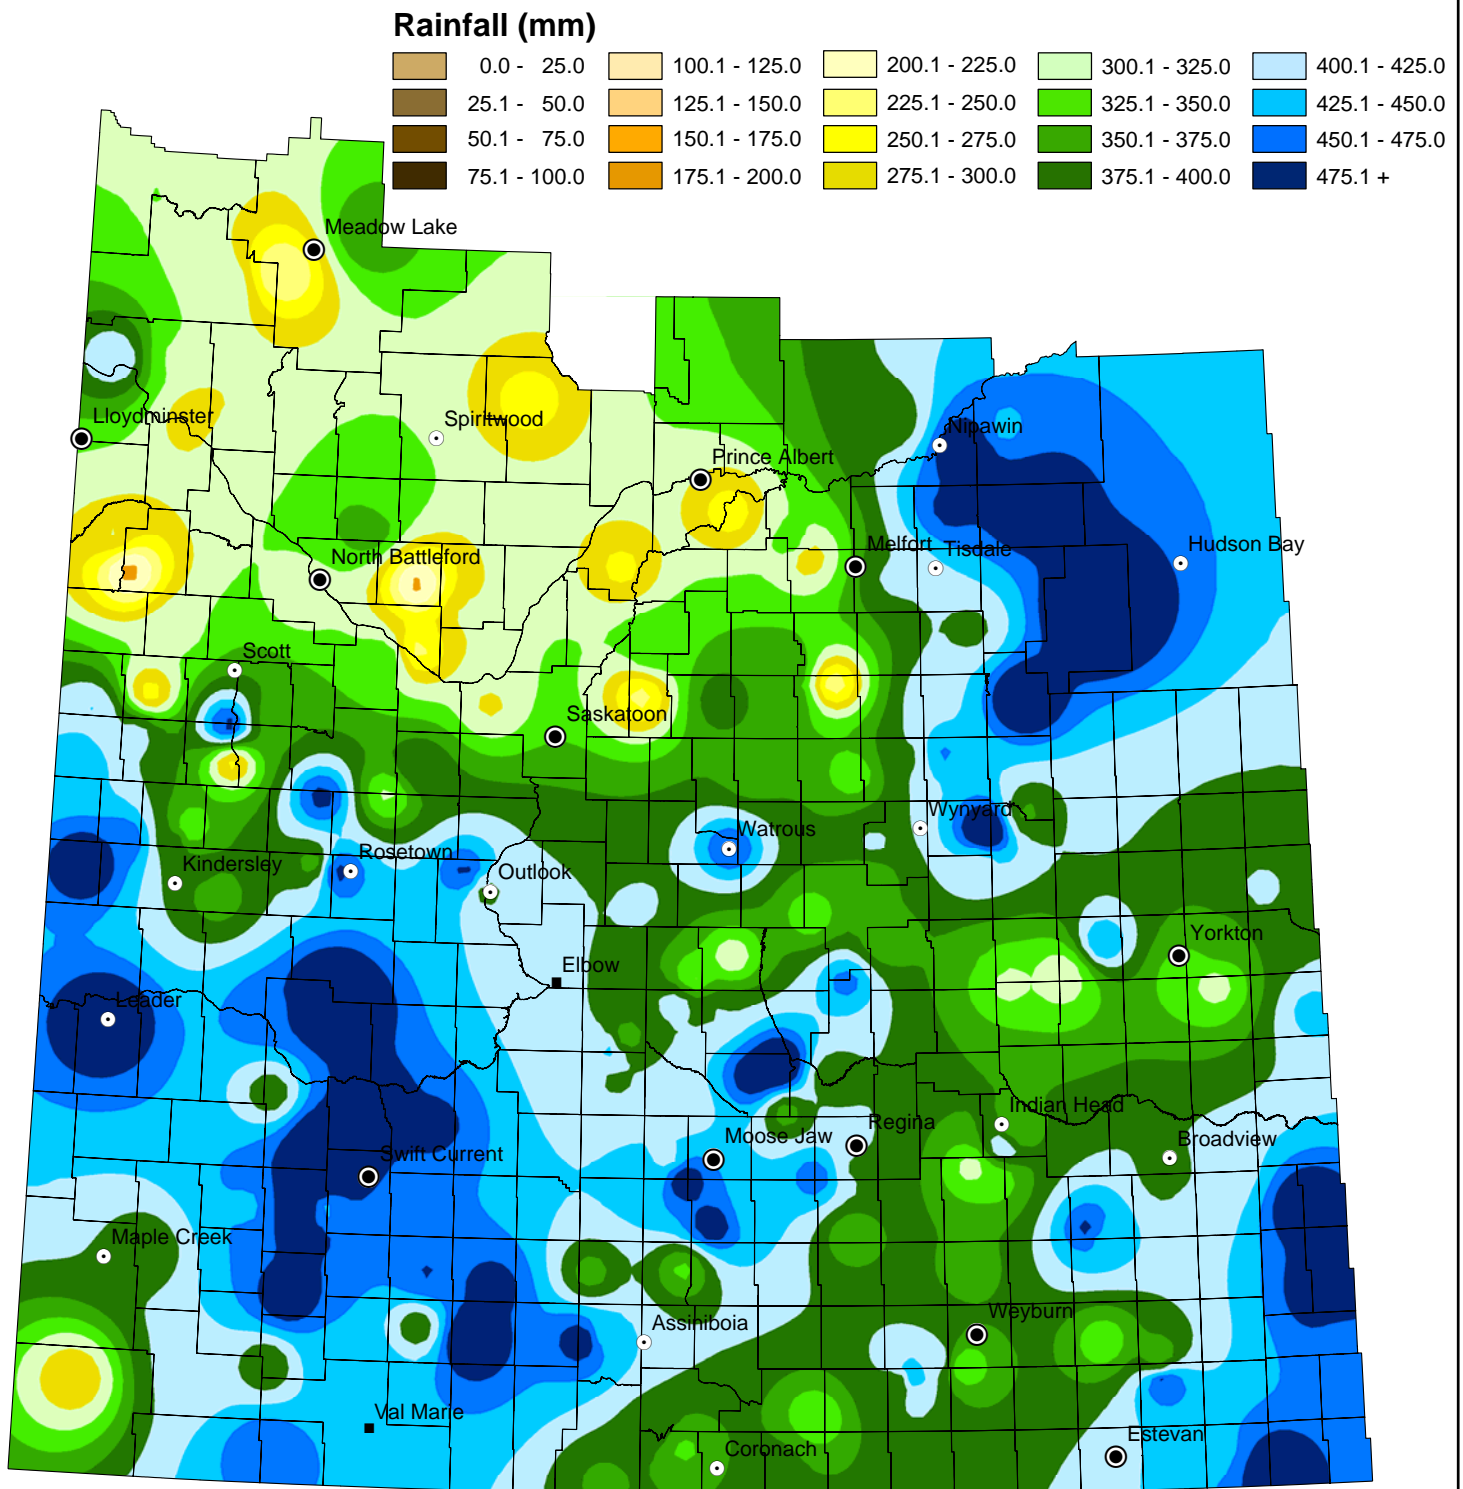 Rainfall (mm)
0.0 - 25.0
100.1 - 125.0
200.1 - 225.0
300.1 - 325.0
400.1 - 425.0
25.1 - 50.0
125.1 - 150.0
225.1 - 250.0
325.1 - 350.0
425.1 - 450.0
50.1 - 75.0
150.1 - 175.0
250.1 - 275.0
350.1 - 375.0
450.1 - 475.0
75.1 - 100.0
175.1 - 200.0
275.1 - 300.0
375.1 - 400.0
475.1 +
Meadow Lake
Lloydminster
Spiritwood
Nipawin
Prince Albert
Melfort
Tisdale
Hudson Bay
North Battleford
Scott
Saskatoon
Wynyard
Watrous
Rosetown
Kindersley
Outlook
Yorkton
Elbow
Leader
Indian Head
Regina
Moose Jaw
Broadview
Swift Current
Maple Creek
Weyburn
Assiniboia
Val Marie
Estevan
Coronach